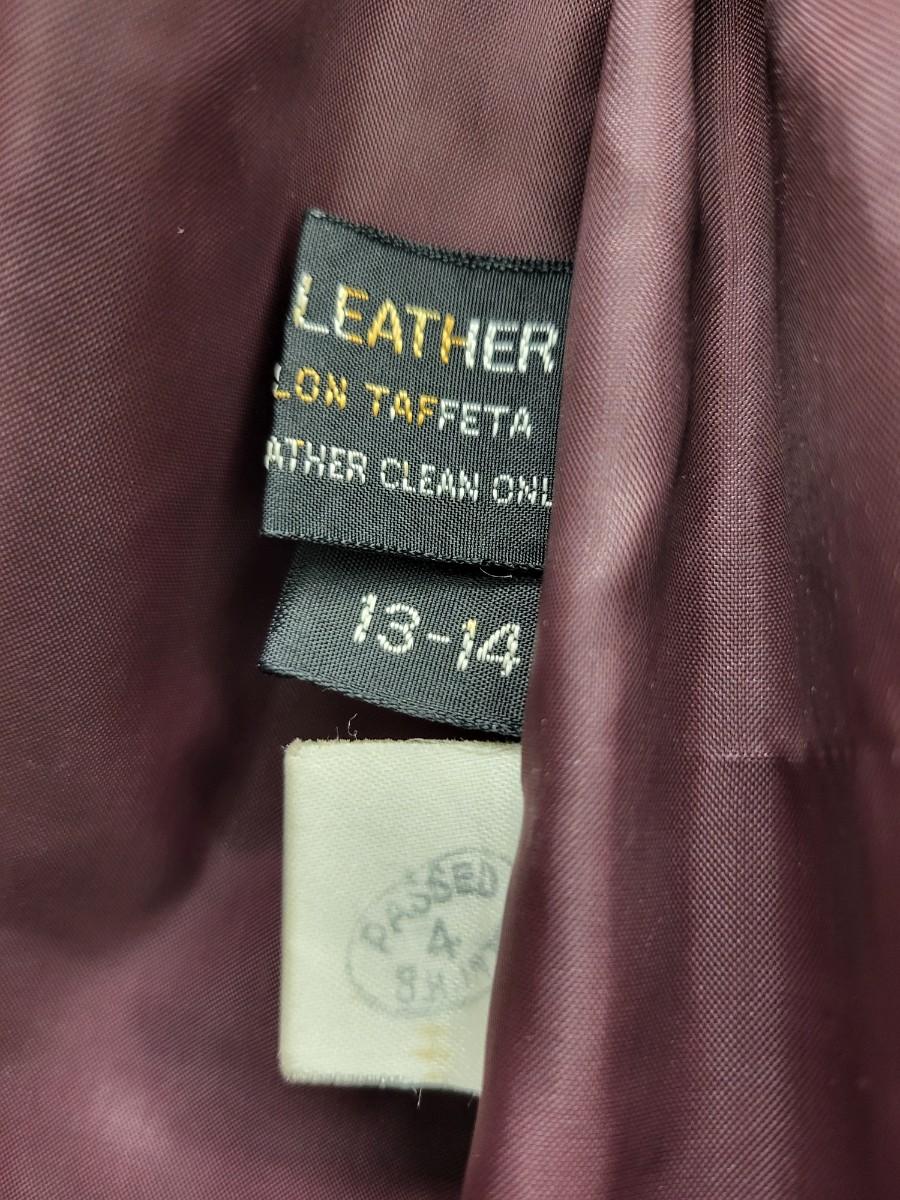 LEATHER
LON TAFFETA
ATHER CLEAN ONL
13-14
PASSED
4